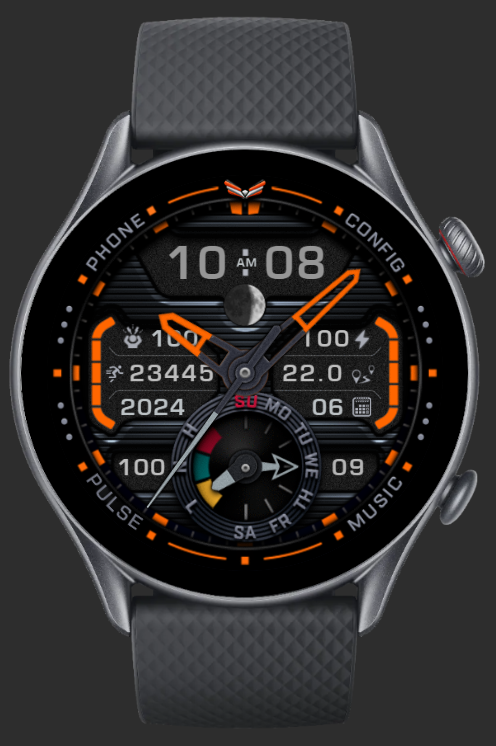 PHONE
CONFIG
10 AM 08
100 100
23445 22.0
2024 06
SU MO TU WE TH FR SA
H
L
100 09
PULSE
MUSIC